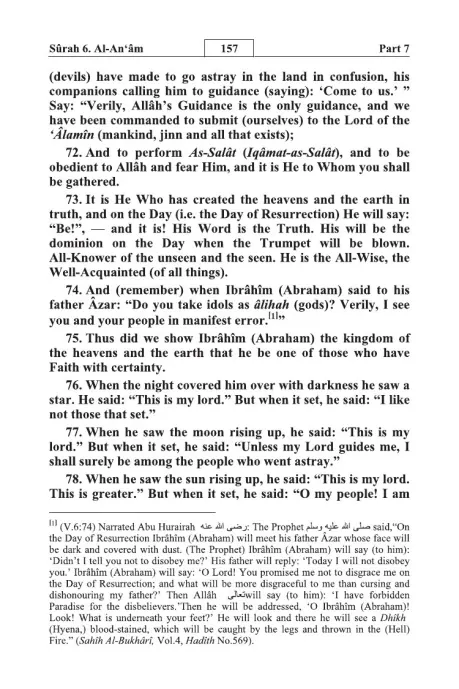 Sûrah 6. Al-An‘âm 157 Part 7
(devils) have made to go astray in the land in confusion, his
companions calling him to guidance (saying): ‘Come to us.’ ”
Say: “Verily, Allâh’s Guidance is the only guidance, and we
have been commanded to submit (ourselves) to the Lord of the
‘Âlamîn (mankind, jinn and all that exists);
72. And to perform As-Salât (Iqâmat-as-Salât), and to be
obedient to Allâh and fear Him, and it is He to Whom you shall
be gathered.
73. It is He Who has created the heavens and the earth in
truth, and on the Day (i.e. the Day of Resurrection) He will say:
“Be!”, — and it is! His Word is the Truth. His will be the
dominion on the Day when the Trumpet will be blown.
All-Knower of the unseen and the seen. He is the All-Wise, the
Well-Acquainted (of all things).
74. And (remember) when Ibrâhîm (Abraham) said to his
father Âzar: “Do you take idols as âlihah (gods)? Verily, I see
you and your people in manifest error.[1]”
75. Thus did we show Ibrâhîm (Abraham) the kingdom of
the heavens and the earth that he be one of those who have
Faith with certainty.
76. When the night covered him over with darkness he saw a
star. He said: “This is my lord.” But when it set, he said: “I like
not those that set.”
77. When he saw the moon rising up, he said: “This is my
lord.” But when it set, he said: “Unless my Lord guides me, I
shall surely be among the people who went astray.”
78. When he saw the sun rising up, he said: “This is my lord.
This is greater.” But when it set, he said: “O my people! I am
[1] (V.6:74) Narrated Abu Hurairah رضى الله عنه: The Prophet صلى الله عليه وسلم said,“On
the Day of Resurrection Ibrâhîm (Abraham) will meet his father Âzar whose face will
be dark and covered with dust. (The Prophet) Ibrâhîm (Abraham) will say (to him):
‘Didn’t I tell you not to disobey me?’ His father will reply: ‘Today I will not disobey
you.’ Ibrâhîm (Abraham) will say: ‘O Lord! You promised me not to disgrace me on
the Day of Resurrection; and what will be more disgraceful to me than cursing and
dishonouring my father?’ Then Allâh تعالى will say (to him): ‘I have forbidden
Paradise for the disbelievers.’Then he will be addressed, ‘O Ibrâhîm (Abraham)!
Look! What is underneath your feet?’ He will look and there he will see a Dhikh
(Hyena,) blood-stained, which will be caught by the legs and thrown in the (Hell)
Fire.” (Sahîh Al-Bukhârî, Vol.4, Hadîth No.569).